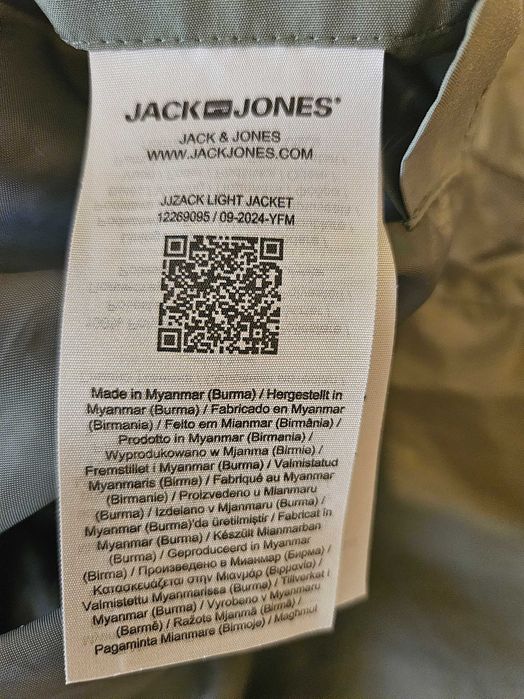 JACK JONES®
JACK & JONES
WWW.JACKJONES.COM
JJZACK LIGHT JACKET
12269095 / 09-2024-YFM
Made in Myanmar (Burma) / Hergestellt in
Myanmar (Burma) / Fabricado en Myanmar
(Birmania) / Feito em Mianmar (Birmânia) /
Prodotto in Myanmar (Birmania) /
Wyprodukowano w Mjanma (Birmie) /
Fremstillet i Myanmar (Burma) / Valmistatud
Myanmaris (Birma) / Fabriqué au Myanmar
(Birmanie) / Proizvedeno u Mianmaru
(Burma) / Izdelano v Mjanmaru (Burma) /
Myanmar (Burma)'da üretilmiştir / Fabricat în
Myanmar (Burma) / Készült Mianmarban
(Burma) / Geproduceerd in Myanmar
(Birma) / Произведено в Мианмар (Бирма) /
Κατασκευάζεται στην Μιανμάρ (Βιρμανία) /
Valmistettu Myanmarissa (Burma) / Tillverkat i
Myanmar (Burma) / Vyrobeno v Myanmaru
(Barmě) / Ražots Mjanmā (Birmā) /
Pagaminta Mianmare (Birmoje) / Maghmul